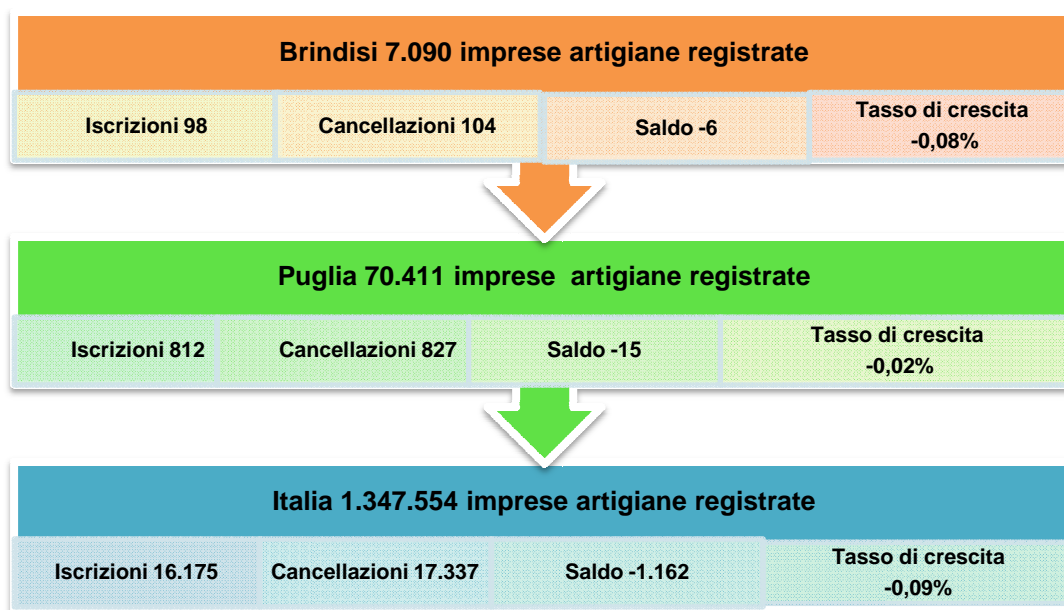 Brindisi 7.090 imprese artigiane registrate
Iscrizioni 98
Cancellazioni 104
Saldo -6
Tasso di crescita
-0,08%
Puglia 70.411 imprese artigiane registrate
Iscrizioni 812
Cancellazioni 827
Saldo -15
Tasso di crescita
-0,02%
Italia 1.347.554 imprese artigiane registrate
Iscrizioni 16.175
Cancellazioni 17.337
Saldo -1.162
Tasso di crescita
-0,09%